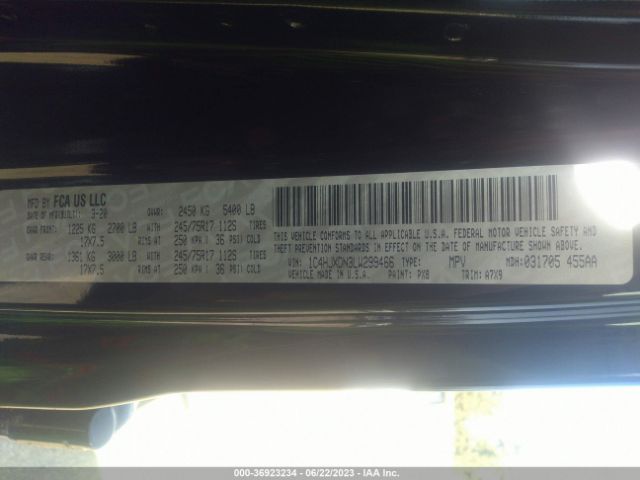 MFD BY FCA US LLC
DATE OF MFR(BUILT): 3-20 GVWR: 2450 KG 5400 LB
GAWR FRONT: 1225 KG 2700 LB WITH 245/75R17 112S TIRES
17X7.5 RIMS AT 250 KPA( 36 PSI)COLD
GAWR REAR: 1361 KG 3000 LB WITH 245/75R17 112S TIRES
17X7.5 RIMS AT 250 KPA( 36 PSI)COLD
THIS VEHICLE CONFORMS TO ALL APPLICABLE U.S.A. FEDERAL MOTOR VEHICLE SAFETY AND
THEFT PREVENTION STANDARDS IN EFFECT ON THE DATE OF MANUFACTURE SHOWN ABOVE.
VIN: 1C4HJXDN3LW299466 TYPE: MPV MDH:031705 455AA
VEHICLE MADE IN U.S.A. PAINT: PX8 TRIM: A7X9
000-36923234 - 06/22/2023 - IAA Inc.